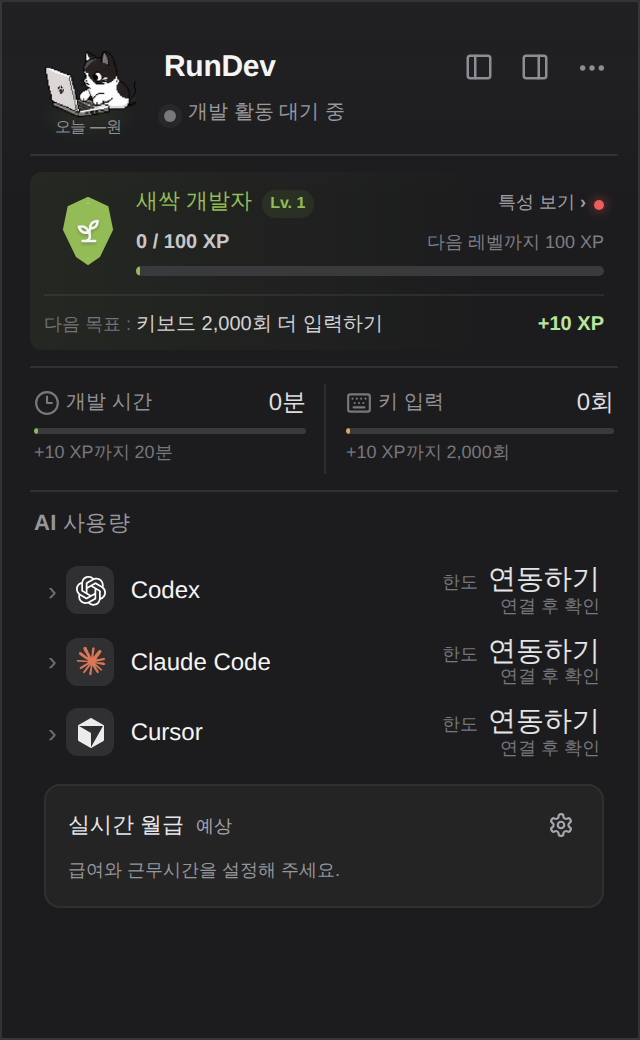 RunDev
개발 활동 대기 중
오늘 —원
새싹 개발자 Lv. 1
특성 보기 ›
0 / 100 XP
다음 레벨까지 100 XP
다음 목표 : 키보드 2,000회 더 입력하기
+10 XP
개발 시간 0분
+10 XP까지 20분
키 입력 0회
+10 XP까지 2,000회
AI 사용량
› Codex
한도 연동하기
연결 후 확인
› Claude Code
한도 연동하기
연결 후 확인
› Cursor
한도 연동하기
연결 후 확인
실시간 월급 예상
급여와 근무시간을 설정해 주세요.